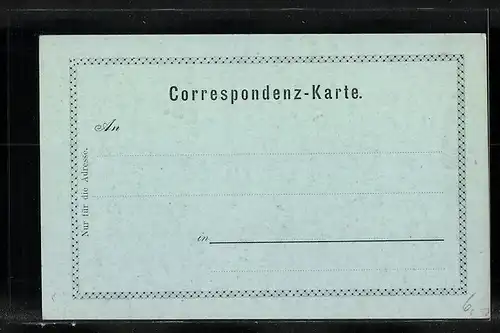 Correspondenz-Karte.
An
in
Nur für die Adresse.